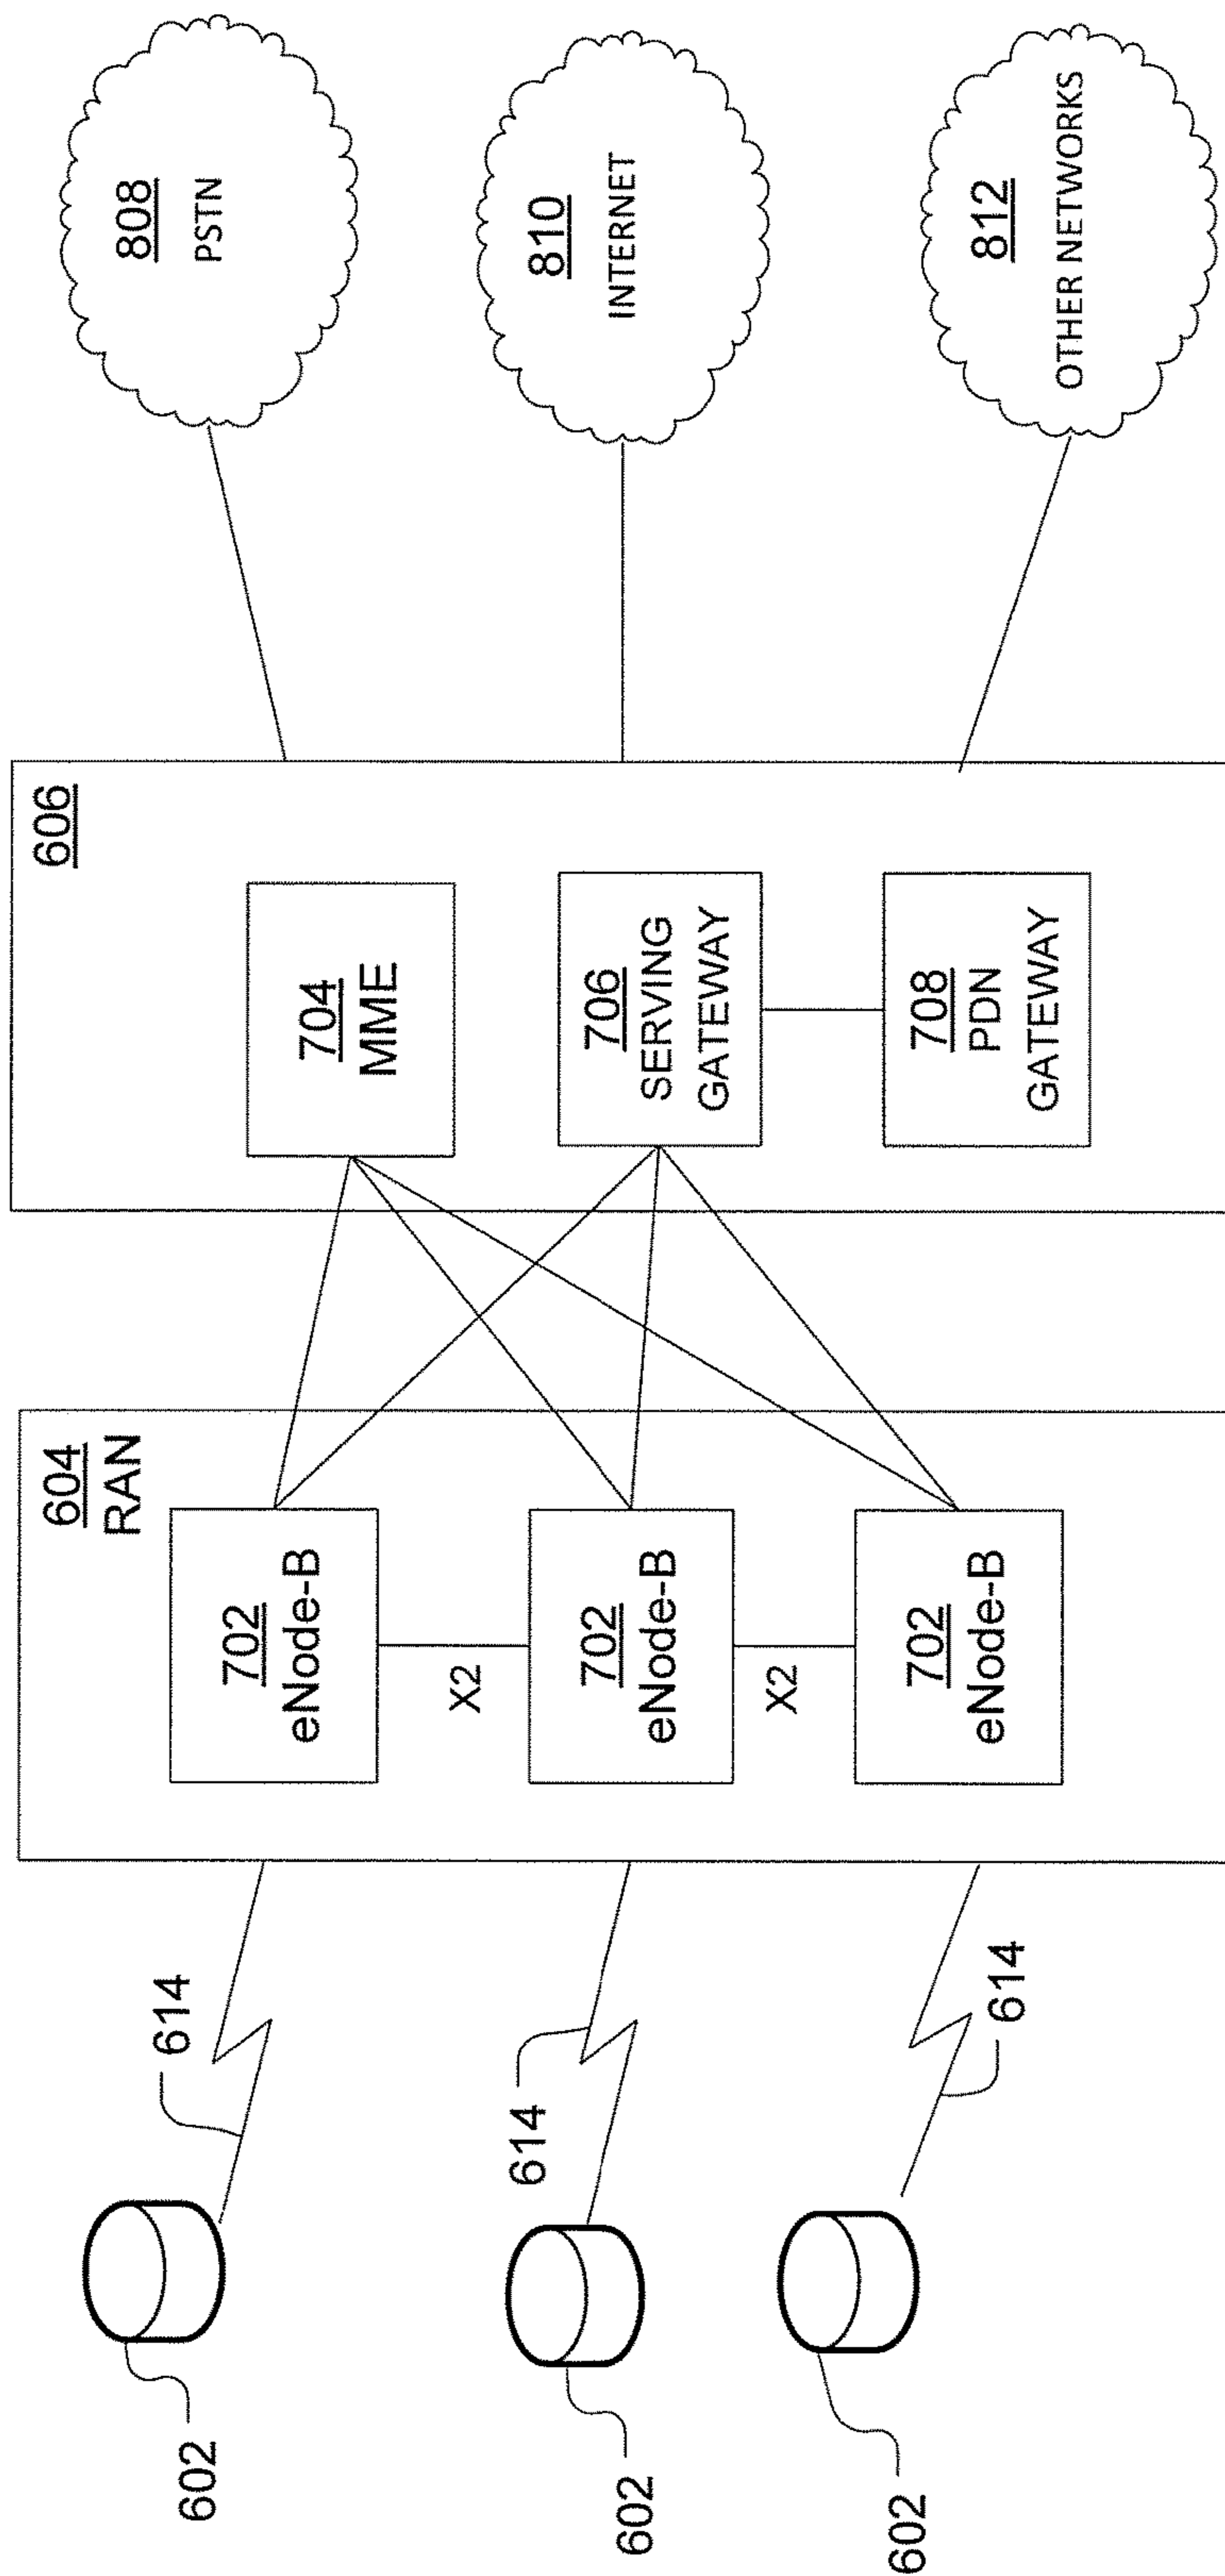 602
602
602
614
614
614
604
RAN
702
eNode-B
X2
702
eNode-B
X2
702
eNode-B
606
704
MME
706
SERVING
GATEWAY
708
PDN
GATEWAY
808
PSTN
810
INTERNET
812
OTHER NETWORKS